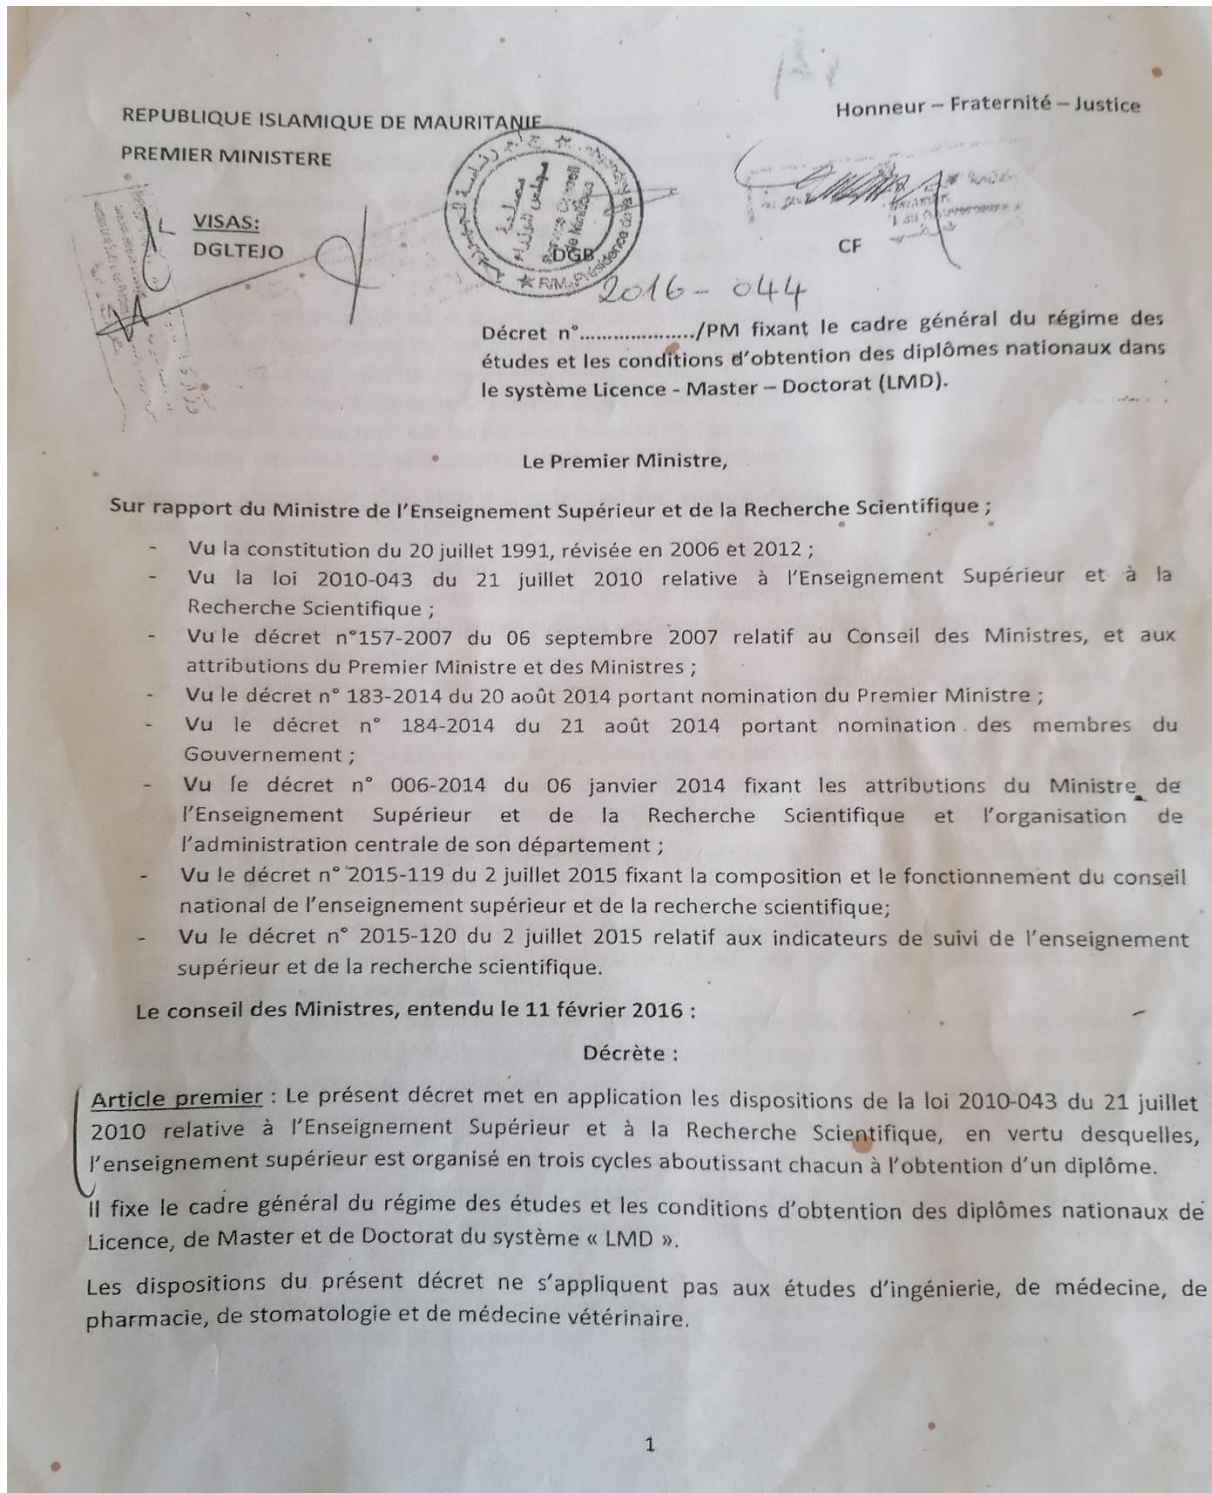 Honneur – Fraternité – Justice
REPUBLIQUE ISLAMIQUE DE MAURITANIE
PREMIER MINISTERE
VISAS:
DGLTEJO
DGB
CF
2016 - 044
Décret n°.................../PM fixant le cadre général du régime des
études et les conditions d'obtention des diplômes nationaux dans
le système Licence - Master – Doctorat (LMD).
Le Premier Ministre,
Sur rapport du Ministre de l'Enseignement Supérieur et de la Recherche Scientifique ;
- Vu la constitution du 20 juillet 1991, révisée en 2006 et 2012 ;
- Vu la loi 2010-043 du 21 juillet 2010 relative à l'Enseignement Supérieur et à la
Recherche Scientifique ;
- Vu le décret n°157-2007 du 06 septembre 2007 relatif au Conseil des Ministres, et aux
attributions du Premier Ministre et des Ministres ;
- Vu le décret n° 183-2014 du 20 août 2014 portant nomination du Premier Ministre ;
- Vu le décret n° 184-2014 du 21 août 2014 portant nomination des membres du
Gouvernement ;
- Vu le décret n° 006-2014 du 06 janvier 2014 fixant les attributions du Ministre de
l'Enseignement Supérieur et de la Recherche Scientifique et l'organisation de
l'administration centrale de son département ;
- Vu le décret n° 2015-119 du 2 juillet 2015 fixant la composition et le fonctionnement du conseil
national de l'enseignement supérieur et de la recherche scientifique;
- Vu le décret n° 2015-120 du 2 juillet 2015 relatif aux indicateurs de suivi de l'enseignement
supérieur et de la recherche scientifique.
Le conseil des Ministres, entendu le 11 février 2016 :
Décrète :
Article premier : Le présent décret met en application les dispositions de la loi 2010-043 du 21 juillet
2010 relative à l'Enseignement Supérieur et à la Recherche Scientifique, en vertu desquelles,
l'enseignement supérieur est organisé en trois cycles aboutissant chacun à l'obtention d'un diplôme.
Il fixe le cadre général du régime des études et les conditions d'obtention des diplômes nationaux de
Licence, de Master et de Doctorat du système « LMD ».
Les dispositions du présent décret ne s'appliquent pas aux études d'ingénierie, de médecine, de
pharmacie, de stomatologie et de médecine vétérinaire.
1